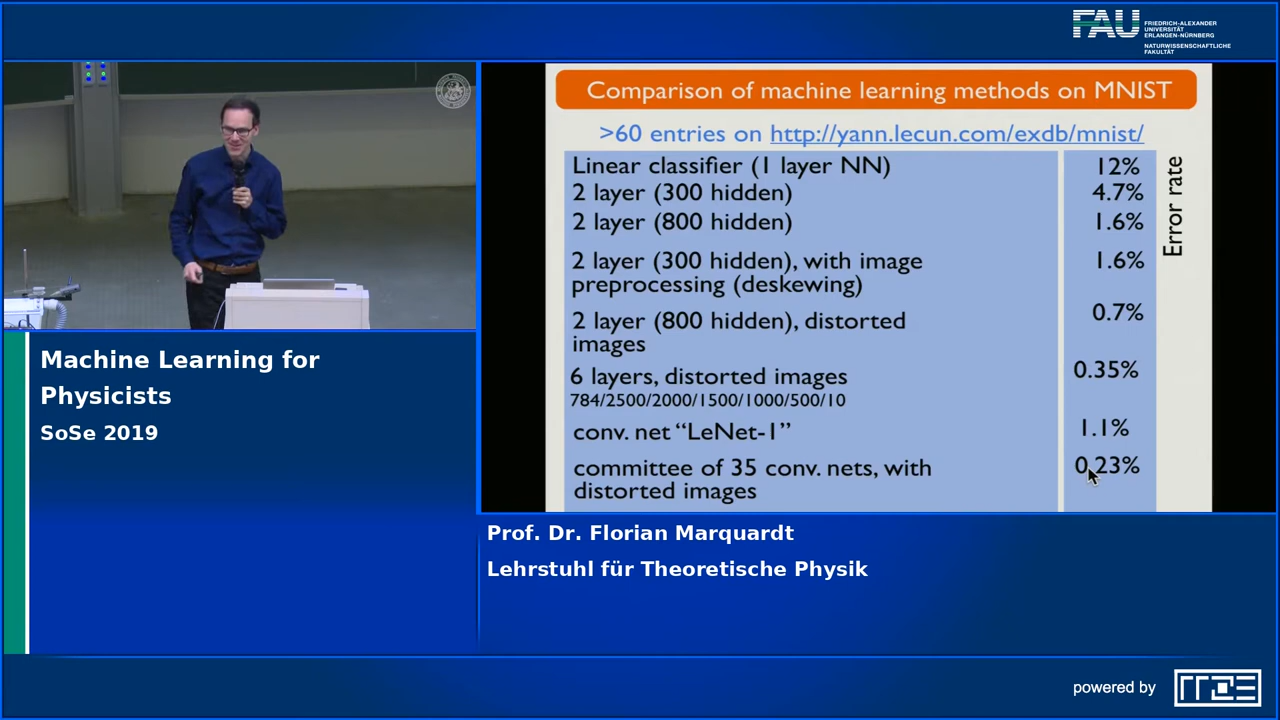 FAU
FRIEDRICH-ALEXANDER
UNIVERSITÄT
ERLANGEN-NÜRNBERG
NATURWISSENSCHAFTLICHE
FAKULTÄT
Comparison of machine learning methods on MNIST
>60 entries on http://yann.lecun.com/exdb/mnist/
Error rate
Linear classifier (1 layer NN) 12%
2 layer (300 hidden) 4.7%
2 layer (800 hidden) 1.6%
2 layer (300 hidden), with image 1.6%
preprocessing (deskewing)
2 layer (800 hidden), distorted 0.7%
images
6 layers, distorted images 0.35%
784/2500/2000/1500/1000/500/10
conv. net “LeNet-1” 1.1%
committee of 35 conv. nets, with 0.23%
distorted images
Machine Learning for
Physicists
SoSe 2019
Prof. Dr. Florian Marquardt
Lehrstuhl für Theoretische Physik
powered by